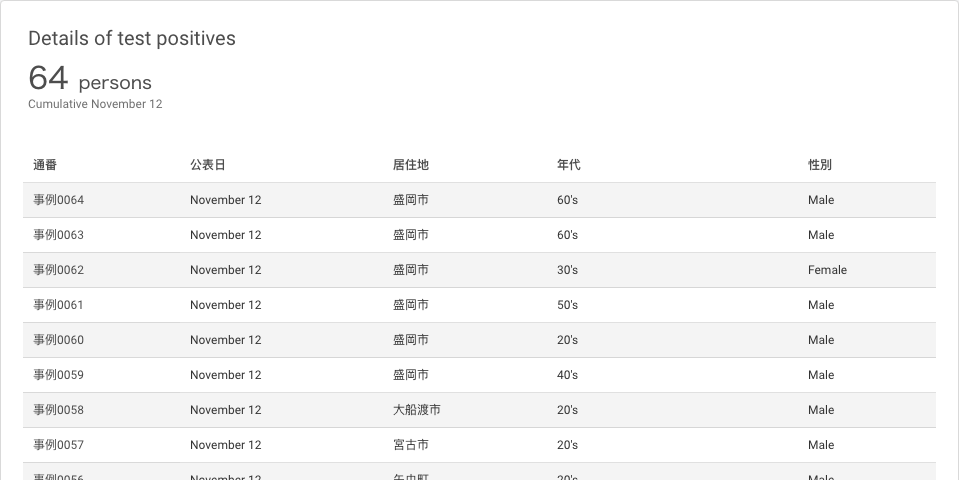 Details of test positives
64 persons
Cumulative November 12
通番 公表日 居住地 年代 性別
事例0064 November 12 盛岡市 60's Male
事例0063 November 12 盛岡市 60's Male
事例0062 November 12 盛岡市 30's Female
事例0061 November 12 盛岡市 50's Male
事例0060 November 12 盛岡市 20's Male
事例0059 November 12 盛岡市 40's Male
事例0058 November 12 大船渡市 20's Male
事例0057 November 12 宮古市 20's Male
事例0056 November 12 矢巾町 20's Male